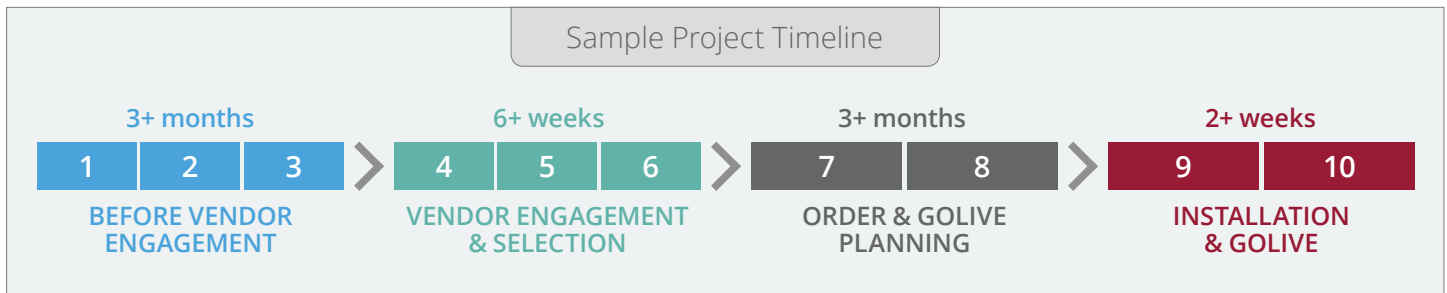 Sample Project Timeline
3+ months
6+ weeks
3+ months
2+ weeks
1 2 3 4 5 6 7 8 9 10
BEFORE VENDOR
ENGAGEMENT
VENDOR ENGAGEMENT
& SELECTION
ORDER & GOLIVE
PLANNING
INSTALLATION
& GOLIVE